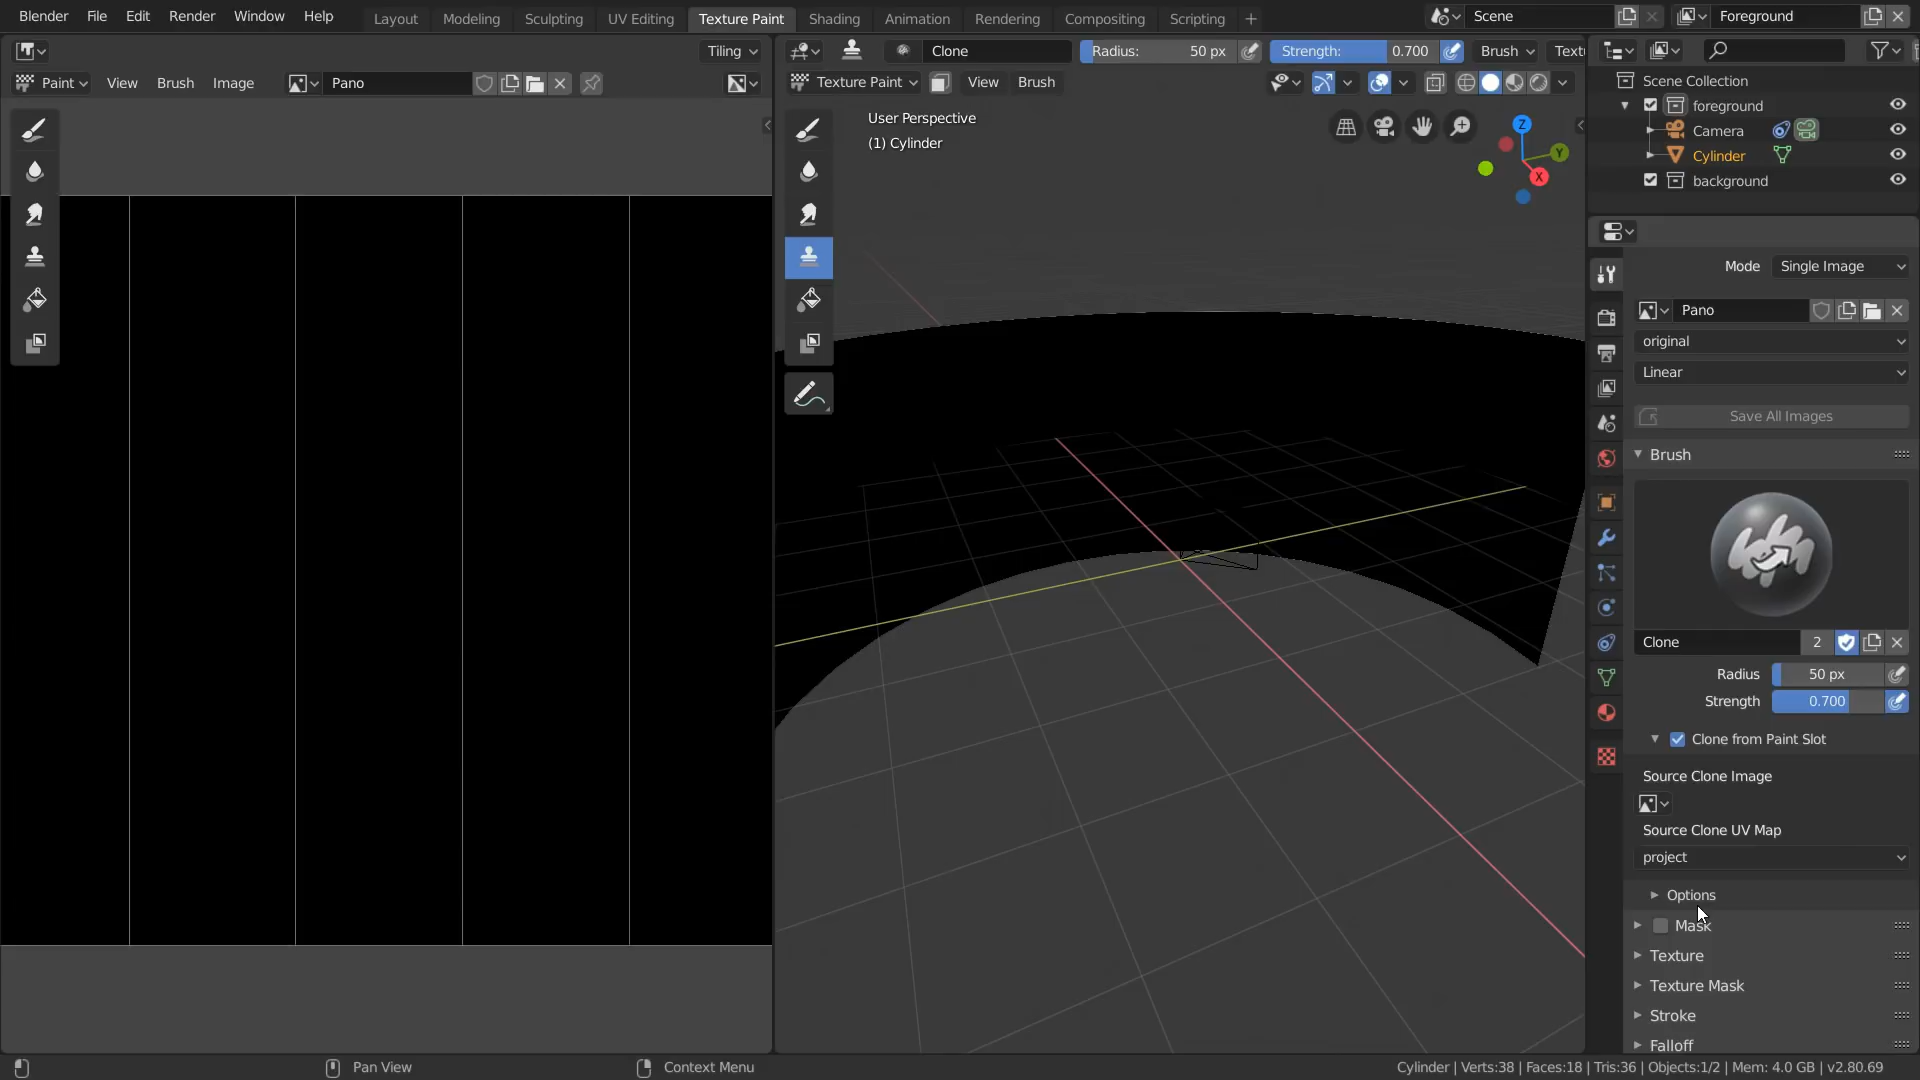 Blender File Edit Render Window Help Layout Modeling Sculpting UV Editing Texture Paint Shading Animation Rendering Compositing Scripting + Scene Foreground
Tiling Clone Radius: 50 px Strength: 0.700 Brush
Paint View Brush Image Pano Texture Paint View Brush
User Perspective
(1) Cylinder
Z
Y
X
Scene Collection
foreground
Camera
Cylinder
background
Mode Single Image
Pano
original
Linear
Save All Images
Brush
Clone 2
Radius 50 px
Strength 0.700
Clone from Paint Slot
Source Clone Image
Source Clone UV Map
project
Options
Mask
Texture
Texture Mask
Stroke
Falloff
Pan View Context Menu Cylinder | Verts:38 | Faces:18 | Tris:36 | Objects:1/2 | Mem: 4.0 GB | v2.80.69